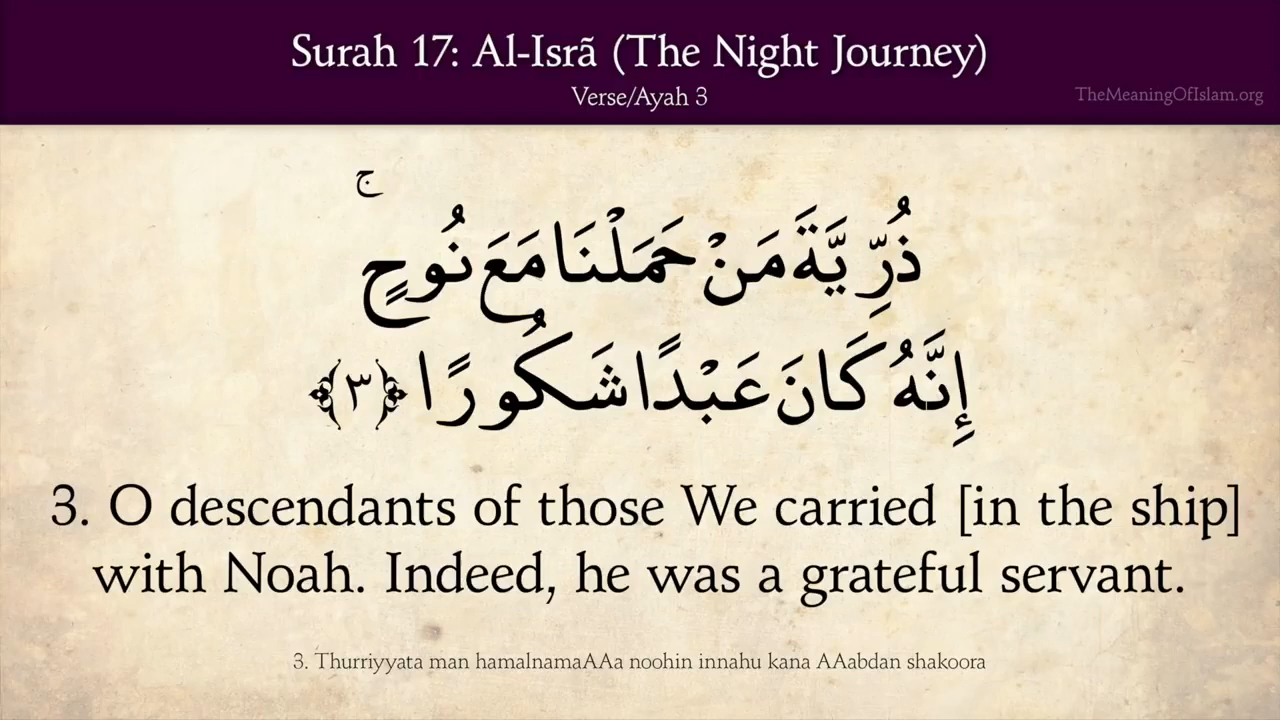 Surah 17: Al-Isrã (The Night Journey)
Verse/Ayah 3
TheMeaningOfIslam.org
ذُرِّيَّةَ مَنْ حَمَلْنَا مَعَ نُوحٍ ۚ
إِنَّهُ كَانَ عَبْدًا شَكُورًا ﴿٣﴾
3. O descendants of those We carried [in the ship]
with Noah. Indeed, he was a grateful servant.
3. Thurriyyata man hamalnamaAAa noohin innahu kana AAabdan shakoora